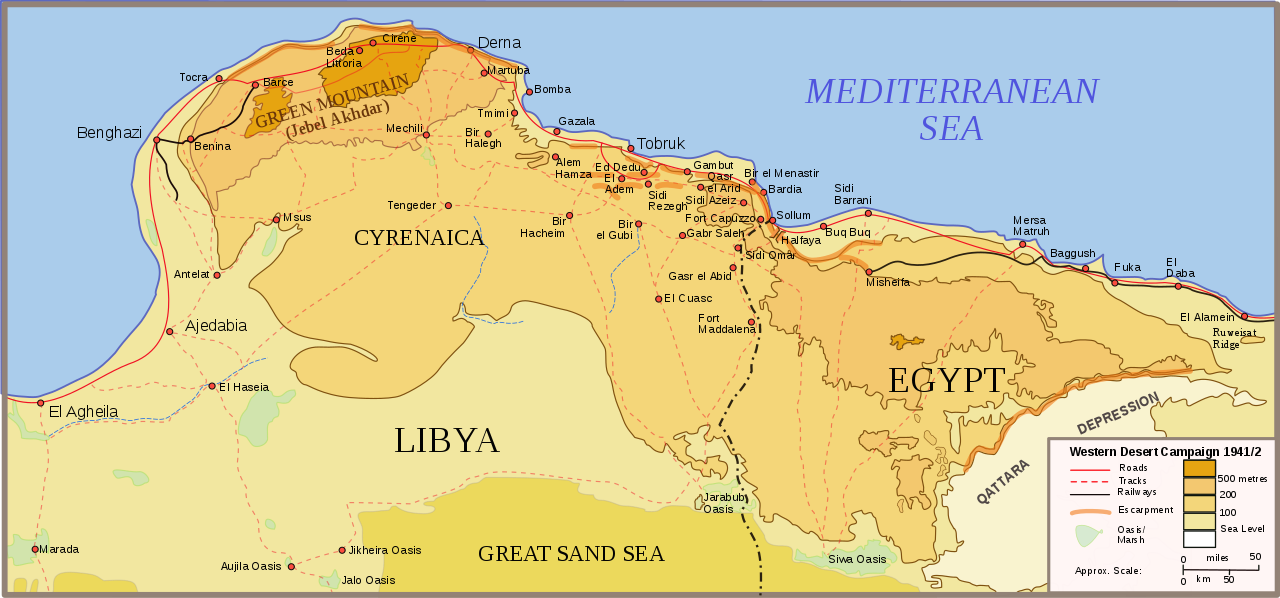 MEDITERRANEAN
SEA
Cirene
Beda
Littoria
Derna
Martuba
Tocra
Barce
Bomba
GREEN MOUNTAIN
(Jebel Akhdar)
Tmimi
Gazala
Benghazi
Benina
Mechili
Bir
Halegh
Tobruk
Alem
Hamza
Ed Dedu
El
Adem
Gambut
Qasr
el Arid
Bir el Menastir
Bardia
Sidi
Rezegh
Sidi Azeiz
Sidi
Barrani
Tengeder
Msus
Bir
Hacheim
Bir
el Gubi
Fort Capuzzo
Sollum
Gabr Saleh
Halfaya
Buq Buq
Mersa
Matruh
CYRENAICA
Sidi Omar
Baggush
Fuka
El
Daba
Antelat
Gasr el Abid
Mishelfa
El Cuasc
Ajedabia
Fort
Maddalena
El Alamein
Ruweisat
Ridge
El Haseia
El Agheila
EGYPT
LIBYA
DEPRESSION
QATTARA
Jarabub
Oasis
Marada
Jikheira Oasis
GREAT SAND SEA
Siwa Oasis
Aujila Oasis
Jalo Oasis
Western Desert Campaign 1941/2
Roads
Tracks
Railways
Escarpment
Oasis/
Marsh
500 metres
200
100
Sea Level
Approx. Scale:
0 miles 50
0 km 50